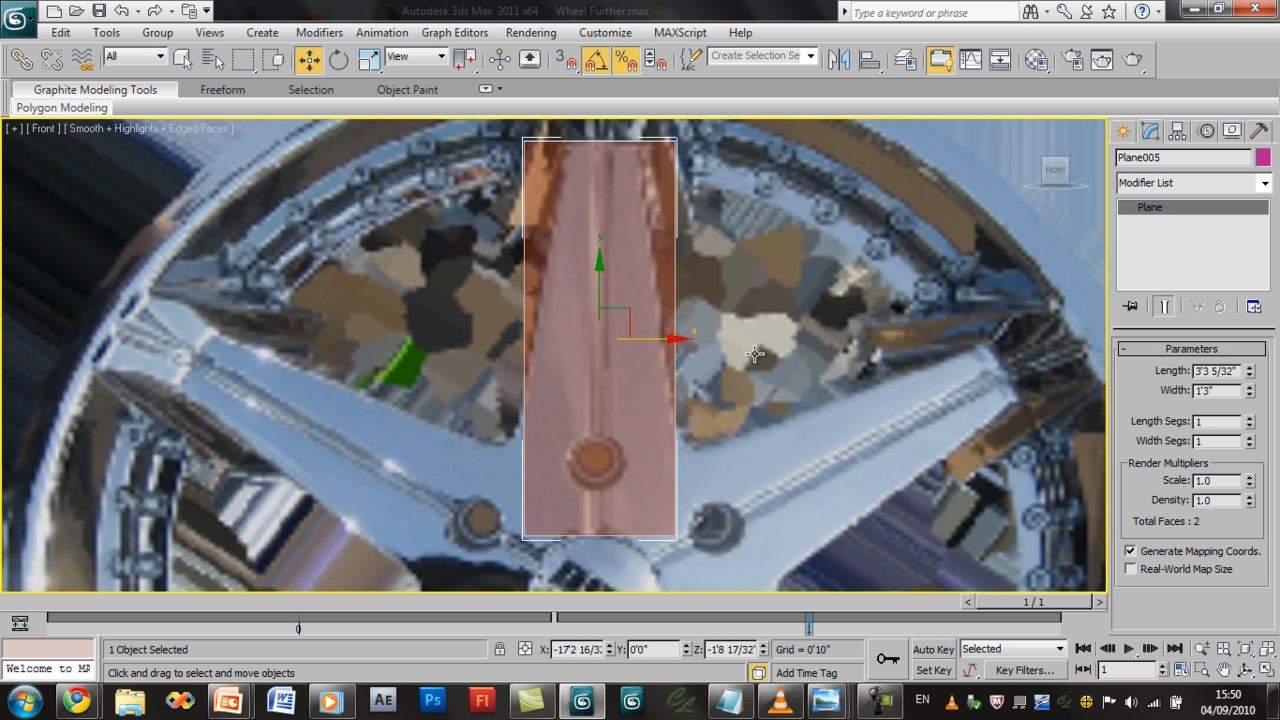 Autodesk 3ds Max 2011 x64 Wheel Further.max
Type a keyword or phrase
Edit Tools Group Views Create Modifiers Animation Graph Editors Rendering Customize MAXScript Help
All View 3 Create Selection Se
Graphite Modeling Tools Freeform Selection Object Paint
Polygon Modeling
[ + ] [ Front ] [ Smooth + Highlights + Edged Faces ]
FRONT
y
x
Plane005
Modifier List
Plane
- Parameters
Length: 3'3 5/32"
Width: 1'3"
Length Segs: 1
Width Segs: 1
Render Multipliers
Scale: 1.0
Density: 1.0
Total Faces : 2
Generate Mapping Coords.
Real-World Map Size
< 1 / 1 >
0 1
1 Object Selected X: -17'2 16/32 Y: 0'0" Z: -1'8 17/32" Grid = 0'10" Auto Key Selected
Welcome to MA Click and drag to select and move objects Add Time Tag Set Key Key Filters... 1
Ae Ps Fl EN 15:50
04/09/2010